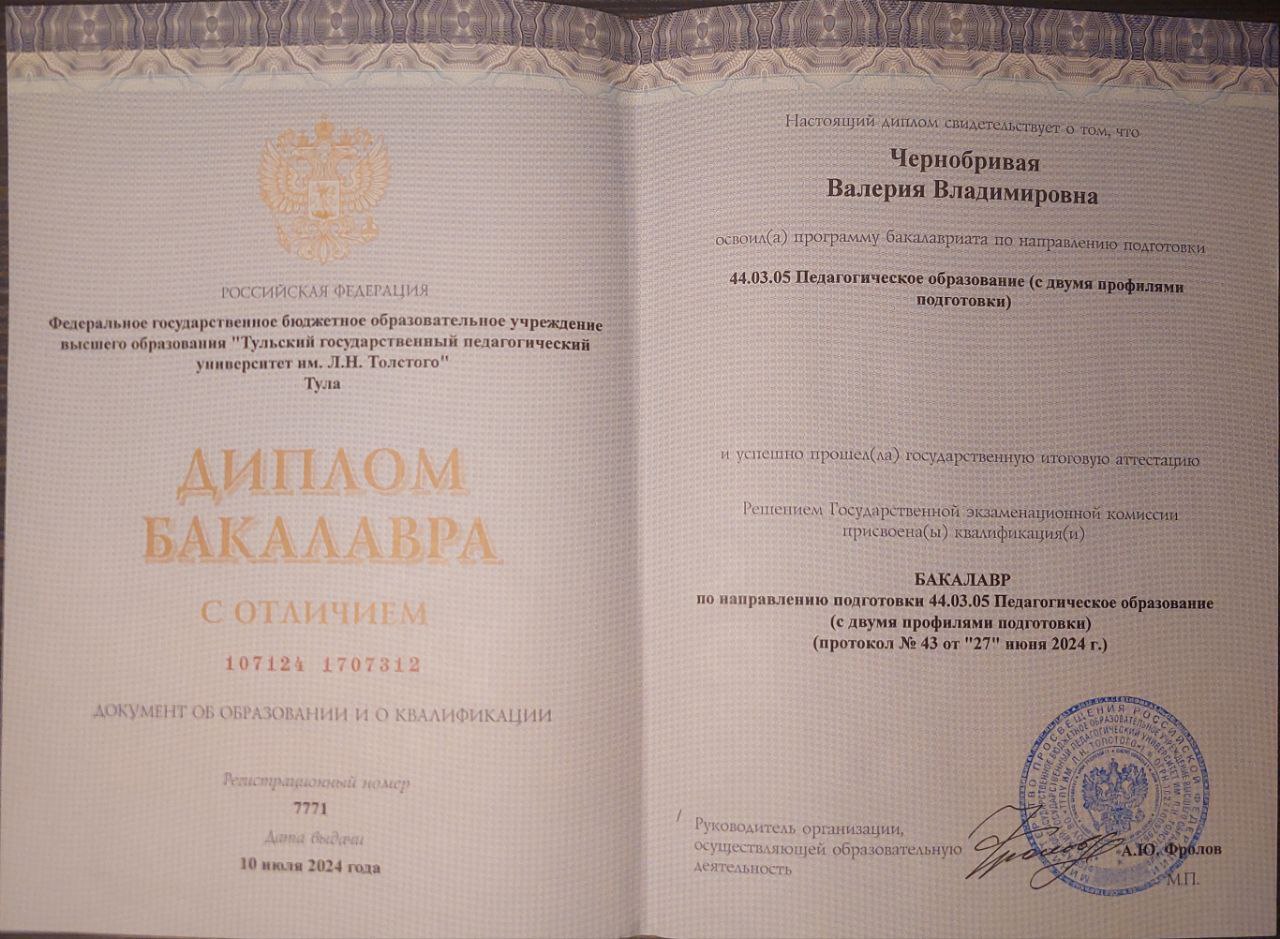 РОССИЙСКАЯ ФЕДЕРАЦИЯ
Федеральное государственное бюджетное образовательное учреждение
высшего образования "Тульский государственный педагогический
университет им. Л.Н. Толстого"
Тула
ДИПЛОМ
БАКАЛАВРА
С ОТЛИЧИЕМ
107124 1707312
ДОКУМЕНТ ОБ ОБРАЗОВАНИИ И О КВАЛИФИКАЦИИ
Регистрационный номер
7771
Дата выдачи
10 июля 2024 года
Настоящий диплом свидетельствует о том, что
Чернобривая
Валерия Владимировна
освоил(а) программу бакалавриата по направлению подготовки
44.03.05 Педагогическое образование (с двумя профилями
подготовки)
и успешно прошел(ла) государственную итоговую аттестацию
Решением Государственной экзаменационной комиссии
присвоена(ы) квалификация(и)
БАКАЛАВР
по направлению подготовки 44.03.05 Педагогическое образование
(с двумя профилями подготовки)
(протокол № 43 от "27" июня 2024 г.)
Руководитель организации,
осуществляющей образовательную
деятельность
А.Ю. Фролов
М.П.